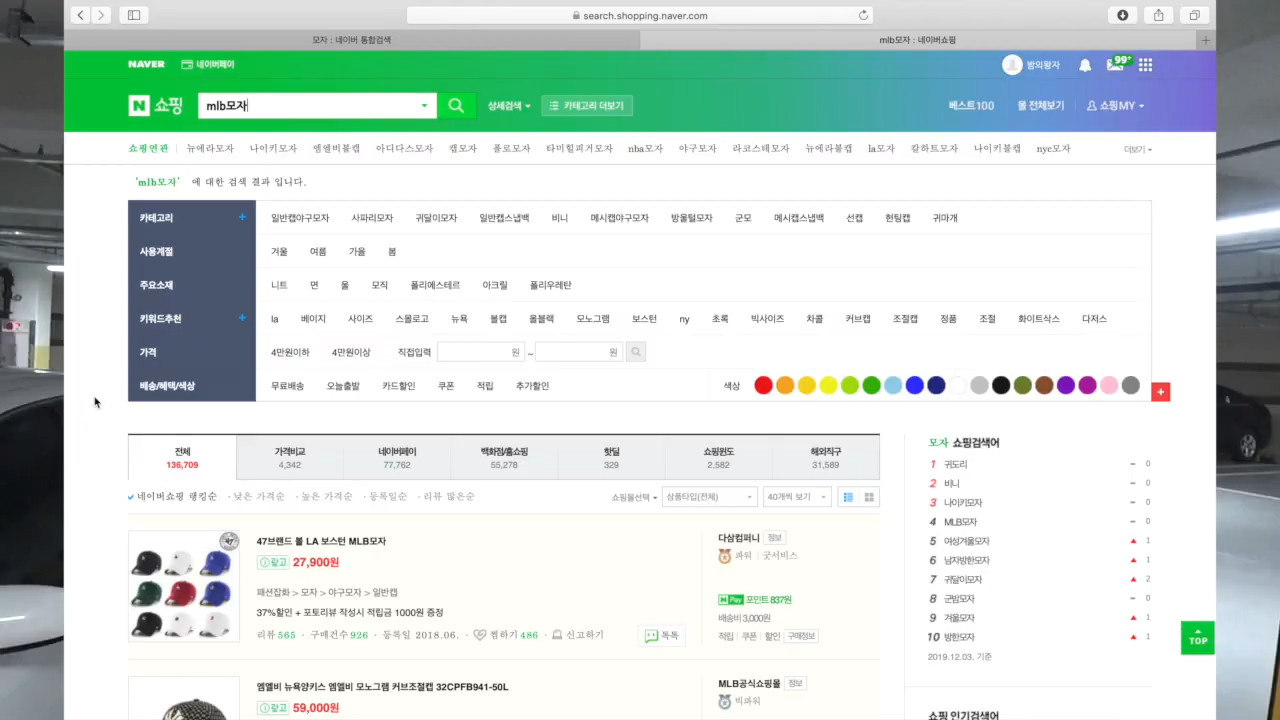 search.shopping.naver.com
모자 : 네이버 통합검색
mlb모자 : 네이버쇼핑
NAVER 네이버페이 밤의왕자 99+
N 쇼핑 mlb모자 상세검색 카테고리 더보기 베스트100 몰 전체보기 쇼핑MY
쇼핑연관 뉴에라모자 나이키모자 엠엘비볼캡 아디다스모자 캡모자 폴로모자 타미힐피거모자 nba모자 야구모자 라코스테모자 뉴에라볼캡 la모자 칼하트모자 나이키볼캡 nyc모자 더보기
'mlb모자' 에 대한 검색 결과 입니다.
카테고리 + 일반캡야구모자 사파리모자 귀달이모자 일반캡스냅백 비니 메시캡야구모자 방울털모자 군모 메시캡스냅백 선캡 헌팅캡 귀마개
사용계절 겨울 여름 가을 봄
주요소재 니트 면 울 모직 폴리에스테르 아크릴 폴리우레탄
키워드추천 + la 베이지 사이즈 스몰로고 뉴욕 볼캡 올블랙 모노그램 보스턴 ny 초록 빅사이즈 차콜 커브캡 조절캡 정품 조절 화이트삭스 다저스
가격 4만원이하 4만원이상 직접입력 원 ~ 원
배송/혜택/색상 무료배송 오늘출발 카드할인 쿠폰 적립 추가할인 색상 +
전체 가격비교 네이버페이 백화점/홈쇼핑 핫딜 쇼핑윈도 해외직구
136,709 4,342 77,762 55,278 329 2,582 31,589
네이버쇼핑 랭킹순 · 낮은 가격순 · 높은 가격순 · 등록일순 · 리뷰 많은순 쇼핑몰선택 상품타입(전체) 40개씩 보기
47브랜드 볼 LA 보스턴 MLB모자
광고 27,900원
패션잡화 > 모자 > 야구모자 > 일반캡
37%할인 + 포토리뷰 작성시 적립금 1000원 증정
리뷰 565 · 구매건수 926 · 등록일 2018.06. · 찜하기 486 · 신고하기 톡톡
다상컴퍼니 정보
파워 굿서비스
N Pay 포인트 837원
배송비 3,000원
적립 쿠폰 할인 구매정보
엠엘비 뉴욕양키스 엠엘비 모노그램 커브조절캡 32CPFB941-50L
광고 59,000원
MLB공식쇼핑몰 정보
빅파워
모자 쇼핑검색어
1 귀도리 - 0
2 비니 - 0
3 나이키모자 - 0
4 MLB모자 - 0
5 여성겨울모자 1
6 남자방한모자 1
7 귀달이모자 2
8 군밤모자 - 0
9 겨울모자 1
10 방한모자 1
2019.12.03. 기준
TOP
쇼핑 인기검색어